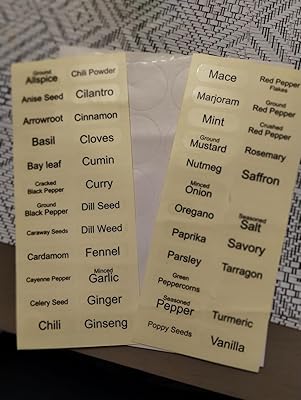 Ground
Allspice
Anise Seed
Arrowroot
Basil
Bay leaf
Cracked
Black Pepper
Ground
Black Pepper
Caraway Seeds
Cardamom
Cayenne Pepper
Celery Seed
Chili
Chili Powder
Cilantro
Cinnamon
Cloves
Cumin
Curry
Dill Seed
Dill Weed
Fennel
Minced
Garlic
Ginger
Ginseng
Mace
Marjoram
Mint
Ground
Mustard
Nutmeg
Minced
Onion
Oregano
Paprika
Parsley
Green
Peppercorns
Seasoned
Pepper
Poppy Seeds
Red Pepper
Flakes
Ground
Red Pepper
Crushed
Red Pepper
Rosemary
Saffron
Seasoned
Salt
Savory
Tarragon
Turmeric
Vanilla